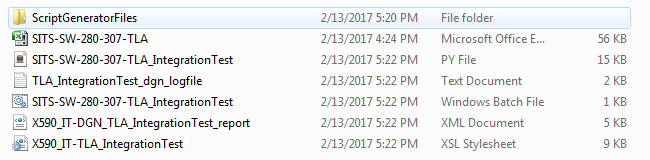 ScriptGeneratorFiles 2/13/2017 5:20 PM File folder
SITS-SW-280-307-TLA 2/13/2017 4:24 PM Microsoft Office E... 56 KB
SITS-SW-280-307-TLA_IntegrationTest 2/13/2017 5:22 PM PY File 15 KB
TLA_IntegrationTest_dgn_logfile 2/13/2017 5:22 PM Text Document 2 KB
SITS-SW-280-307-TLA_IntegrationTest 2/13/2017 5:22 PM Windows Batch File 1 KB
X590_IT-DGN_TLA_IntegrationTest_report 2/13/2017 5:22 PM XML Document 5 KB
X590_IT-TLA_IntegrationTest 2/13/2017 5:22 PM XSL Stylesheet 9 KB